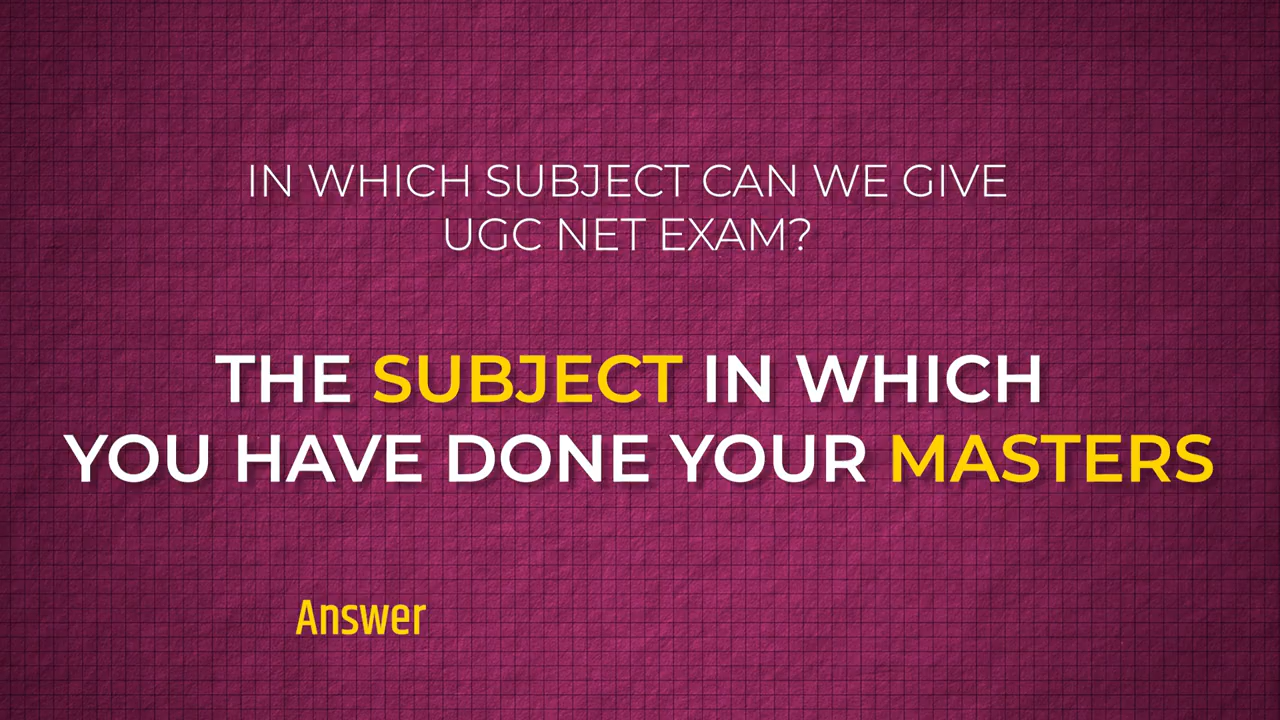 IN WHICH SUBJECT CAN WE GIVE
UGC NET EXAM?
THE SUBJECT IN WHICH
YOU HAVE DONE YOUR MASTERS
Answer